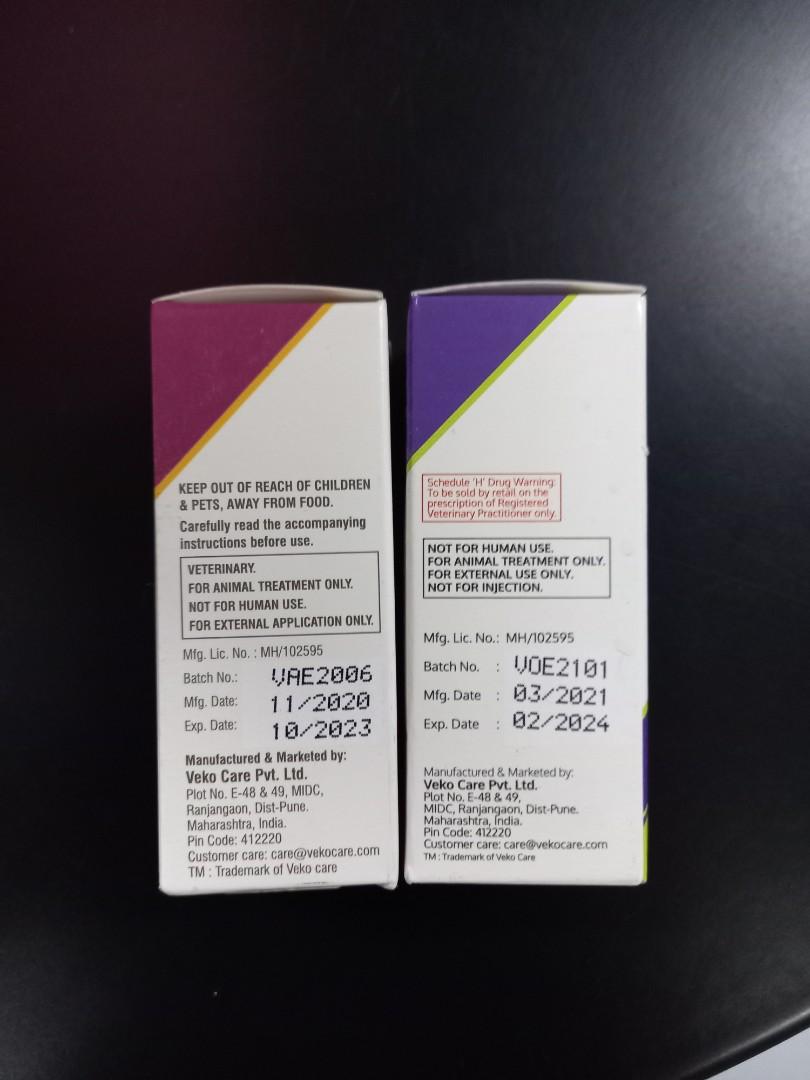 KEEP OUT OF REACH OF CHILDREN
& PETS, AWAY FROM FOOD.
Carefully read the accompanying
instructions before use.
VETERINARY.
FOR ANIMAL TREATMENT ONLY.
NOT FOR HUMAN USE.
FOR EXTERNAL APPLICATION ONLY.
Mfg. Lic. No. : MH/102595
Batch No.: VAE2006
Mfg. Date: 11/2020
Exp. Date: 10/2023
Manufactured & Marketed by:
Veko Care Pvt. Ltd.
Plot No. E-48 & 49, MIDC,
Ranjangaon, Dist-Pune.
Maharashtra, India.
Pin Code: 412220
Customer care: care@vekocare.com
TM : Trademark of Veko care
Schedule 'H' Drug Warning:
To be sold by retail on the
prescription of Registered
Veterinary Practitioner only.
NOT FOR HUMAN USE.
FOR ANIMAL TREATMENT ONLY.
FOR EXTERNAL USE ONLY.
NOT FOR INJECTION.
Mfg. Lic. No.: MH/102595
Batch No. : VOE2101
Mfg. Date : 03/2021
Exp. Date : 02/2024
Manufactured & Marketed by:
Veko Care Pvt. Ltd.
Plot No. E-48 & 49,
MIDC, Ranjangaon, Dist-Pune.
Maharashtra, India.
Pin Code: 412220
Customer care: care@vekocare.com
TM : Trademark of Veko Care